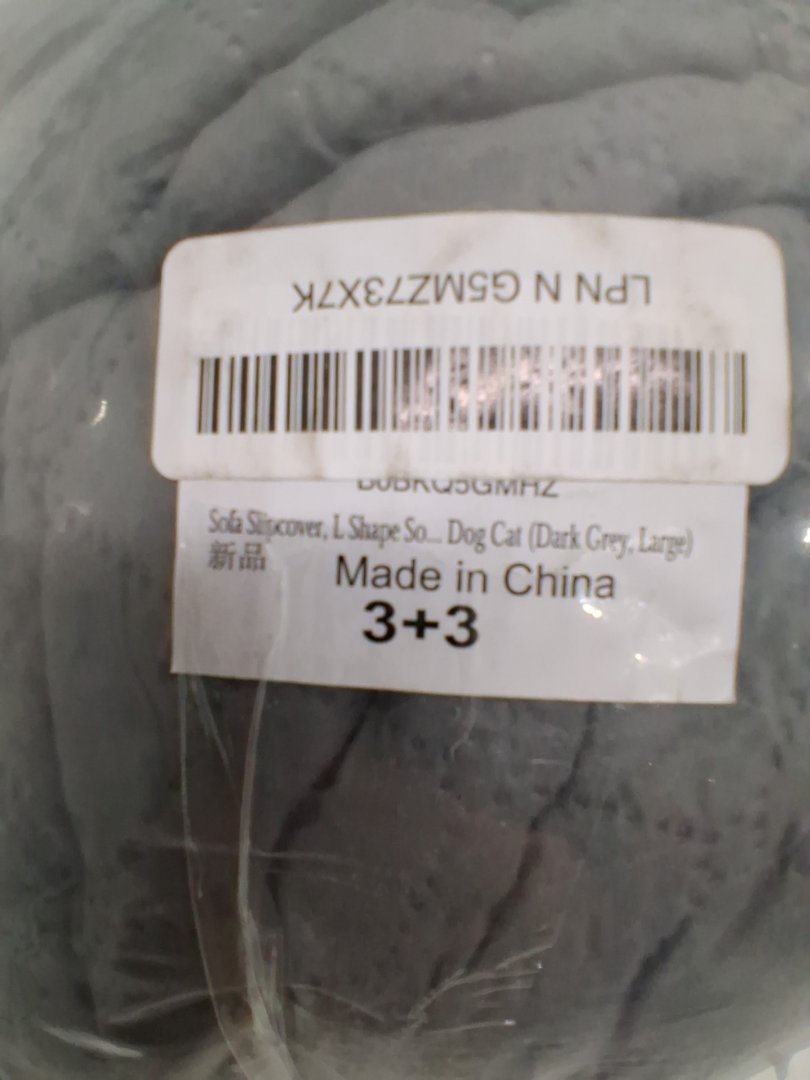 LPN N G5MZ73X7K
B0BKQ5GMHZ
Sofa Slipcover, L Shape So... Dog Cat (Dark Grey, Large)
新品
Made in China
3+3